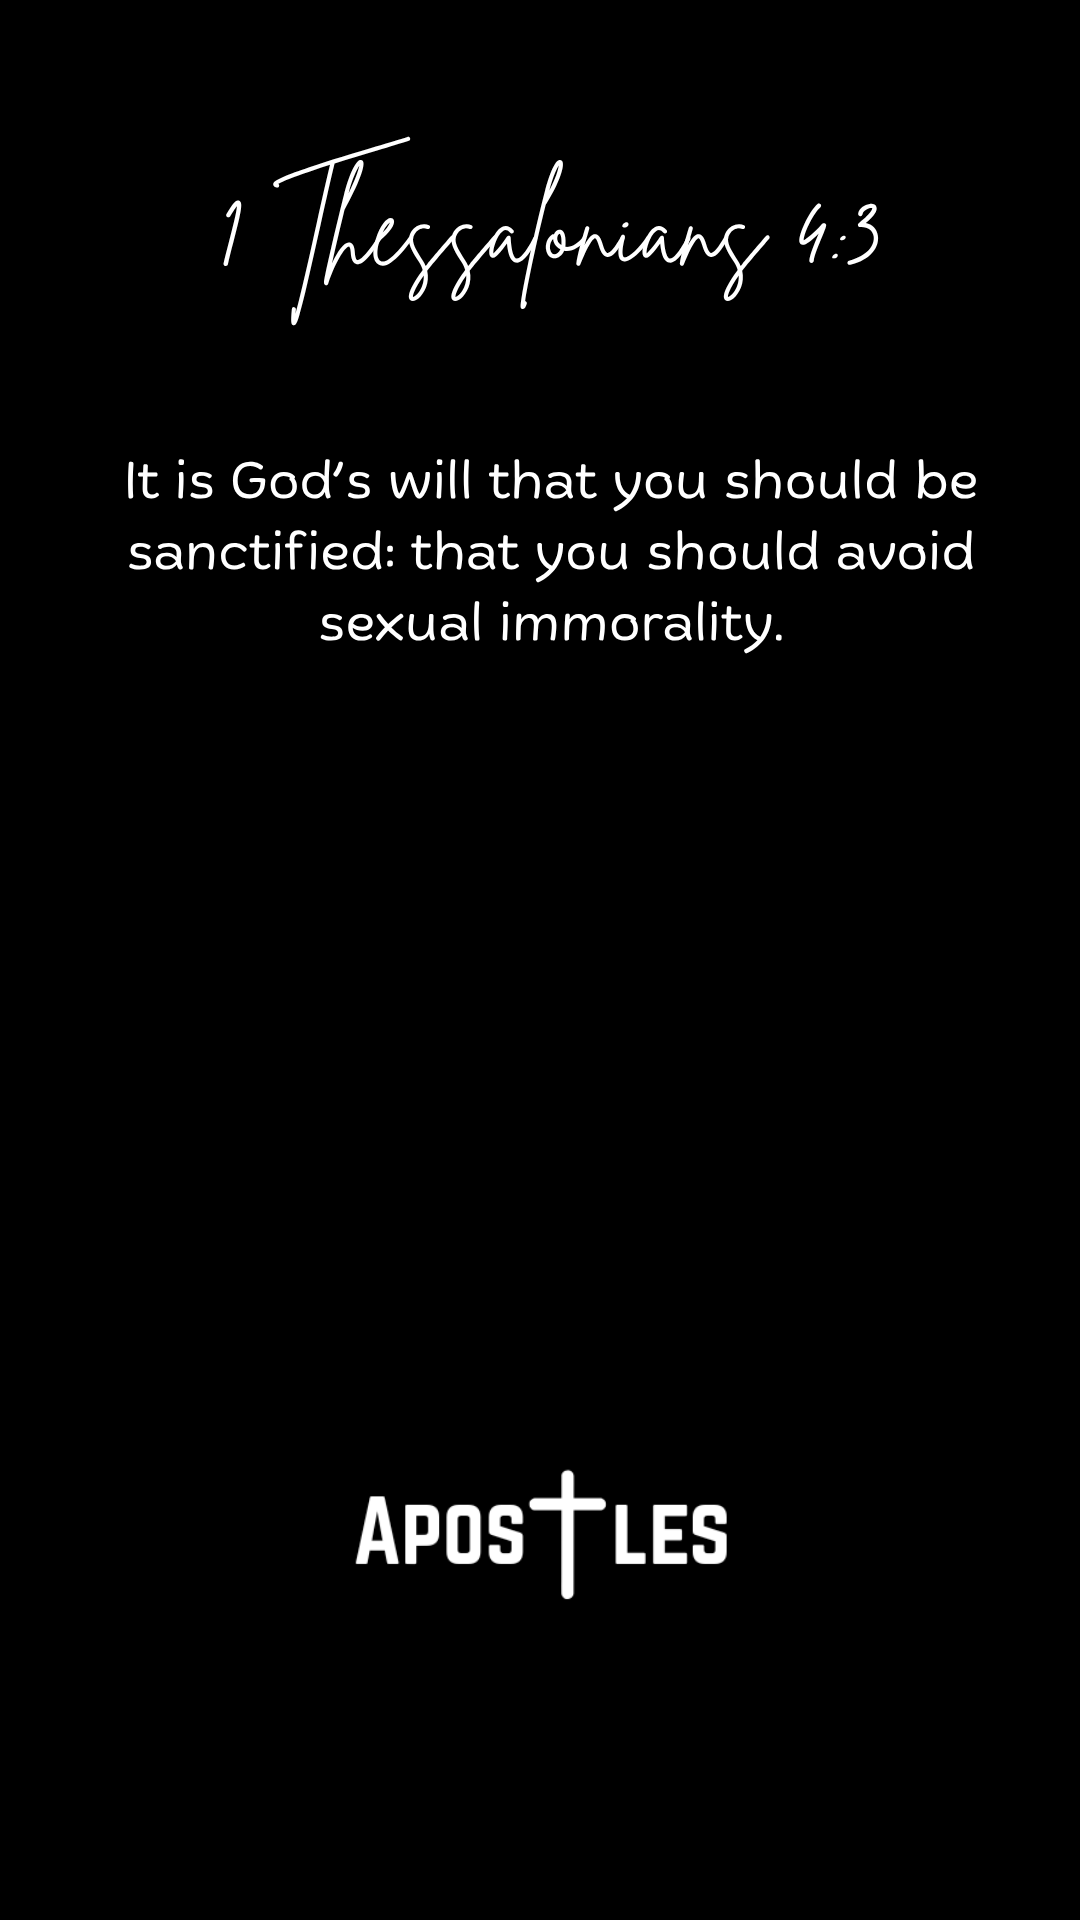 1 Thessalonians 4:3
It is God's will that you should be
sanctified: that you should avoid
sexual immorality.
APOSTLES